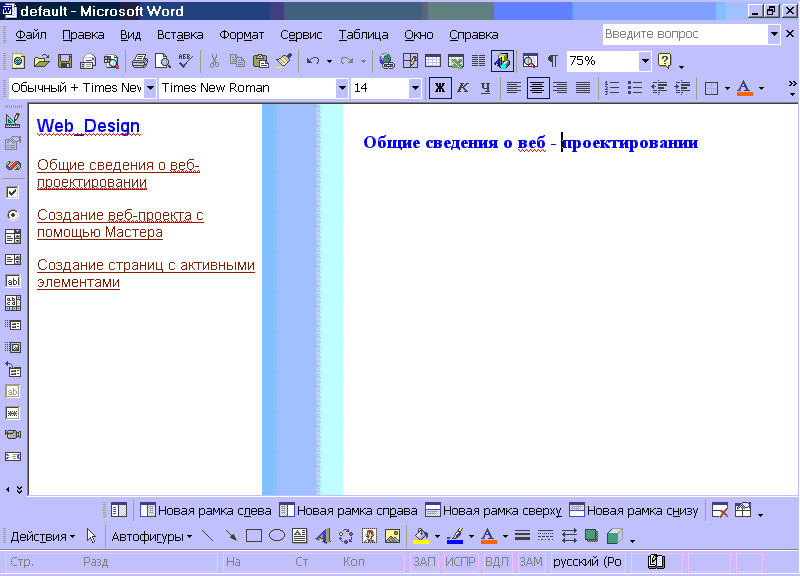 default - Microsoft Word
Файл Правка Вид Вставка Формат Сервис Таблица Окно Справка Введите вопрос
75%
Обычный + Times Nev Times New Roman 14 Ж К Ч
Web_Design
Общие сведения о веб-
проектировании
Создание веб-проекта с
помощью Мастера
Создание страниц с активными
элементами
Общие сведения о веб - проектировании
Новая рамка слева Новая рамка справа Новая рамка сверху Новая рамка снизу
Действия Автофигуры
Стр. Разд На Ст Кол ЗАП ИСПР ВДЛ ЗАМ русский (Ро